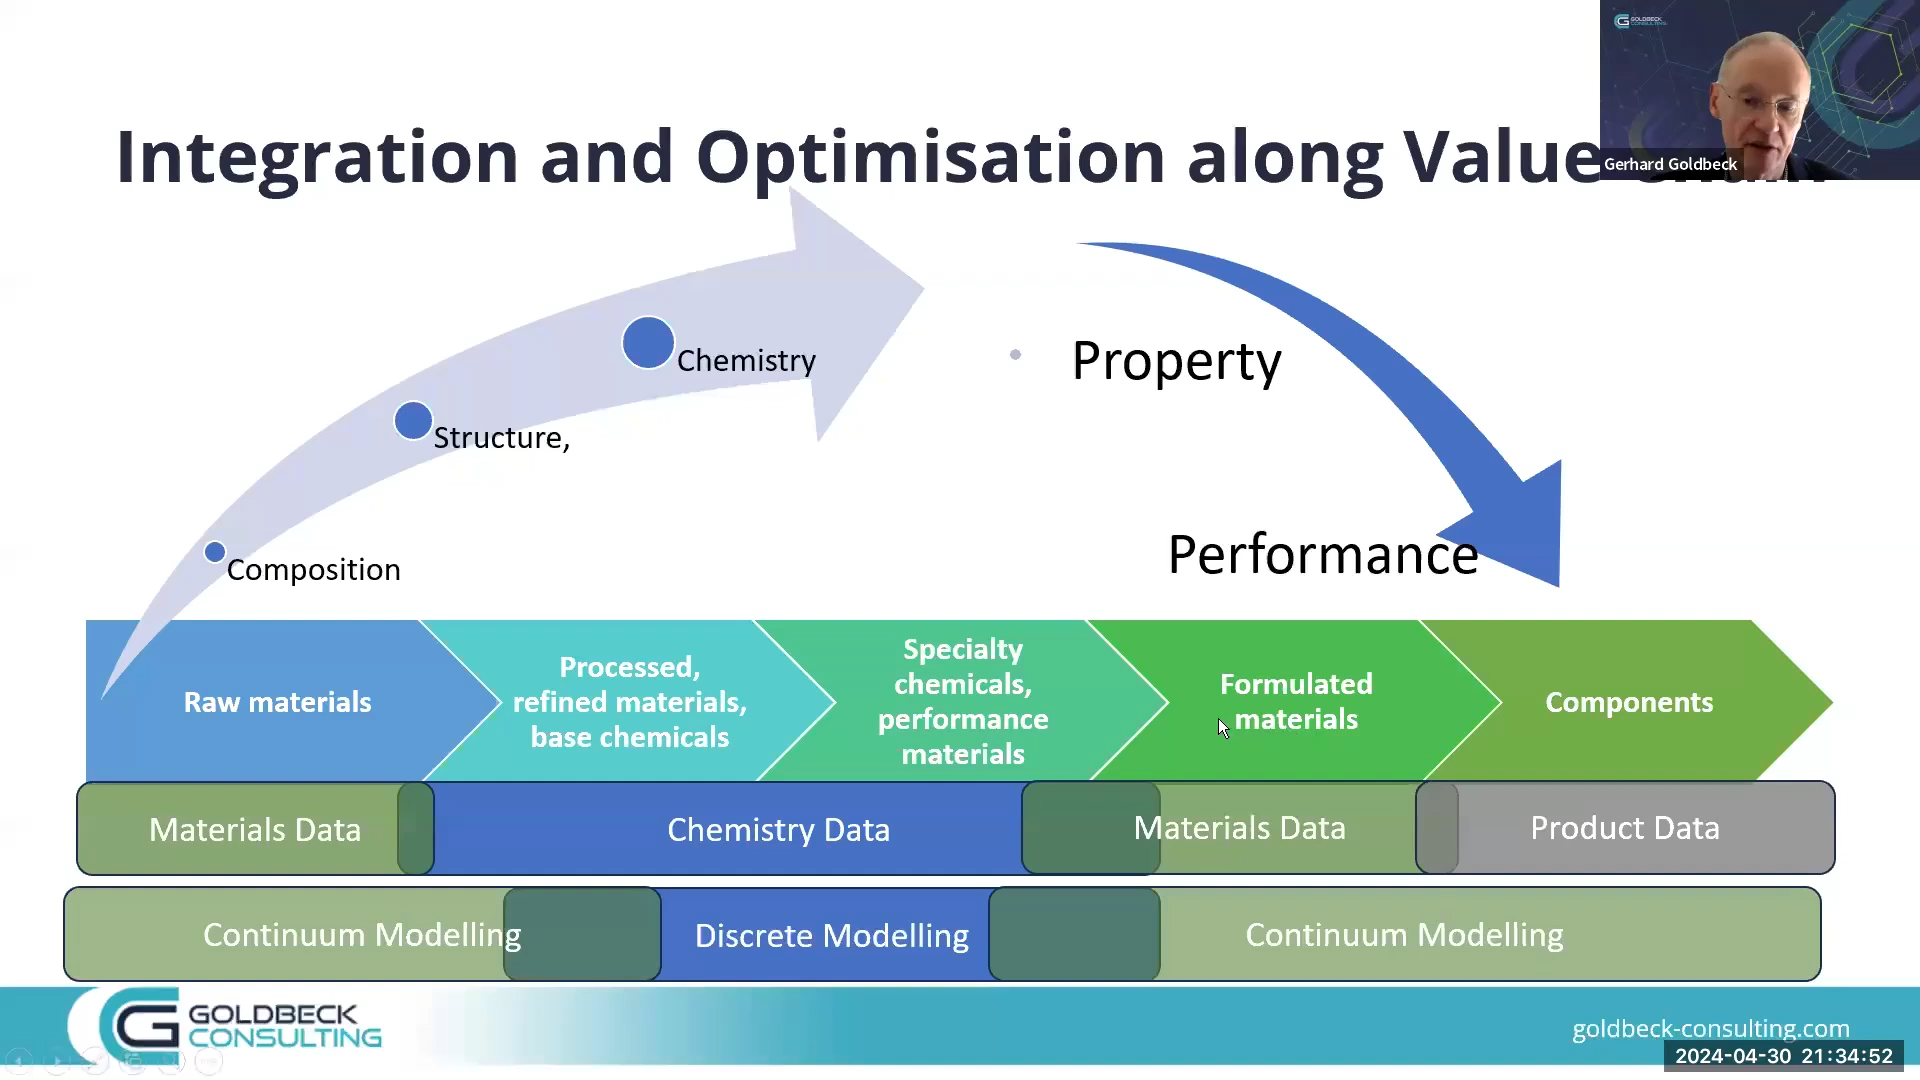 GOLDBECK
CONSULTING
Integration and Optimisation along Value
Gerhard Goldbeck
Chemistry
Property
Structure,
Performance
Composition
Raw materials
Processed,
refined materials,
base chemicals
Specialty
chemicals,
performance
materials
Formulated
materials
Components
Materials Data
Chemistry Data
Materials Data
Product Data
Continuum Modelling
Discrete Modelling
Continuum Modelling
GOLDBECK
CONSULTING
goldbeck-consulting.com
2024-04-30 21:34:52